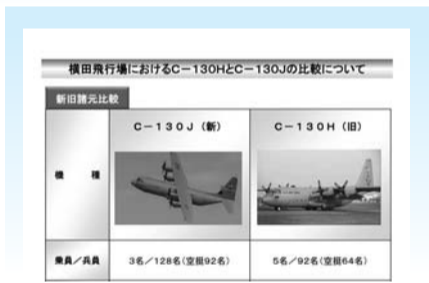 横田飛行場におけるC－130HとC－130Jの比較について
新旧諸元比較
C－130J（新） C－130H（旧）
機 種
乗員／兵員 3名／128名(空挺92名) 5名／92名(空挺64名)